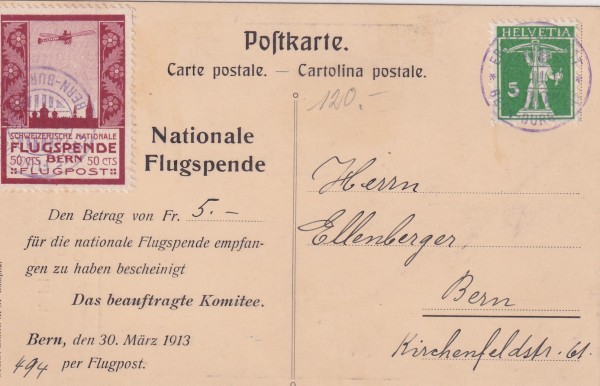 SCHWEIZERISCHE NATIONALE
FLUGSPENDE
50 CTS BERN 50 CTS
FLUGPOST
BERN-BUR
Nationale
Flugspende
Den Betrag von Fr. 5.-
für die nationale Flugspende empfan-
gen zu haben bescheinigt
Das beauftragte Komitee.
Bern, den 30. März 1913
494 per Flugpost.
Postkarte.
Carte postale. — Cartolina postale.
120.-
HELVETIA
5
Herrn
Ellenberger,
Bern
Kirchenfeldstr. 61.